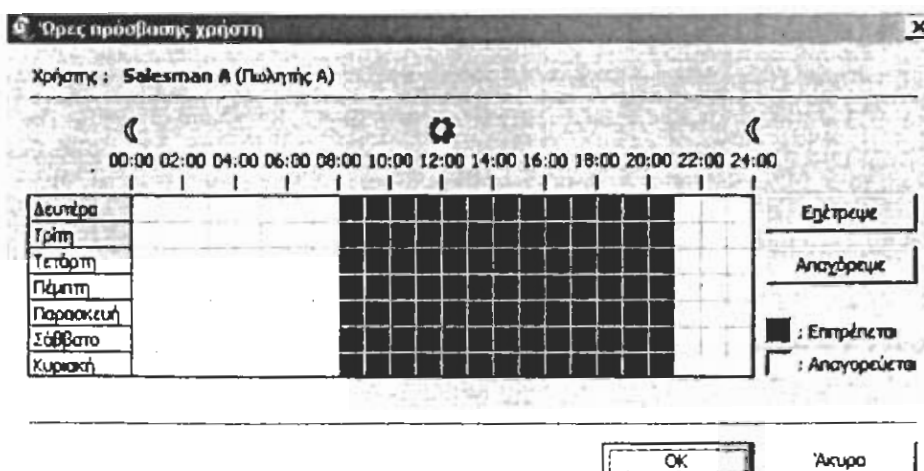 Ώρες πρόσβασης χρήστη
Χρήστης : Salesman A (Πωλητής Α)
00:00 02:00 04:00 06:00 08:00 10:00 12:00 14:00 16:00 18:00 20:00 22:00 24:00
Δευτέρα
Τρίτη
Τετάρτη
Πέμπτη
Παρασκευή
Σάββατο
Κυριακή
Επέτρεψε
Απαγόρεψε
: Επιτρέπεται
: Απαγορεύεται
OK Άκυρο